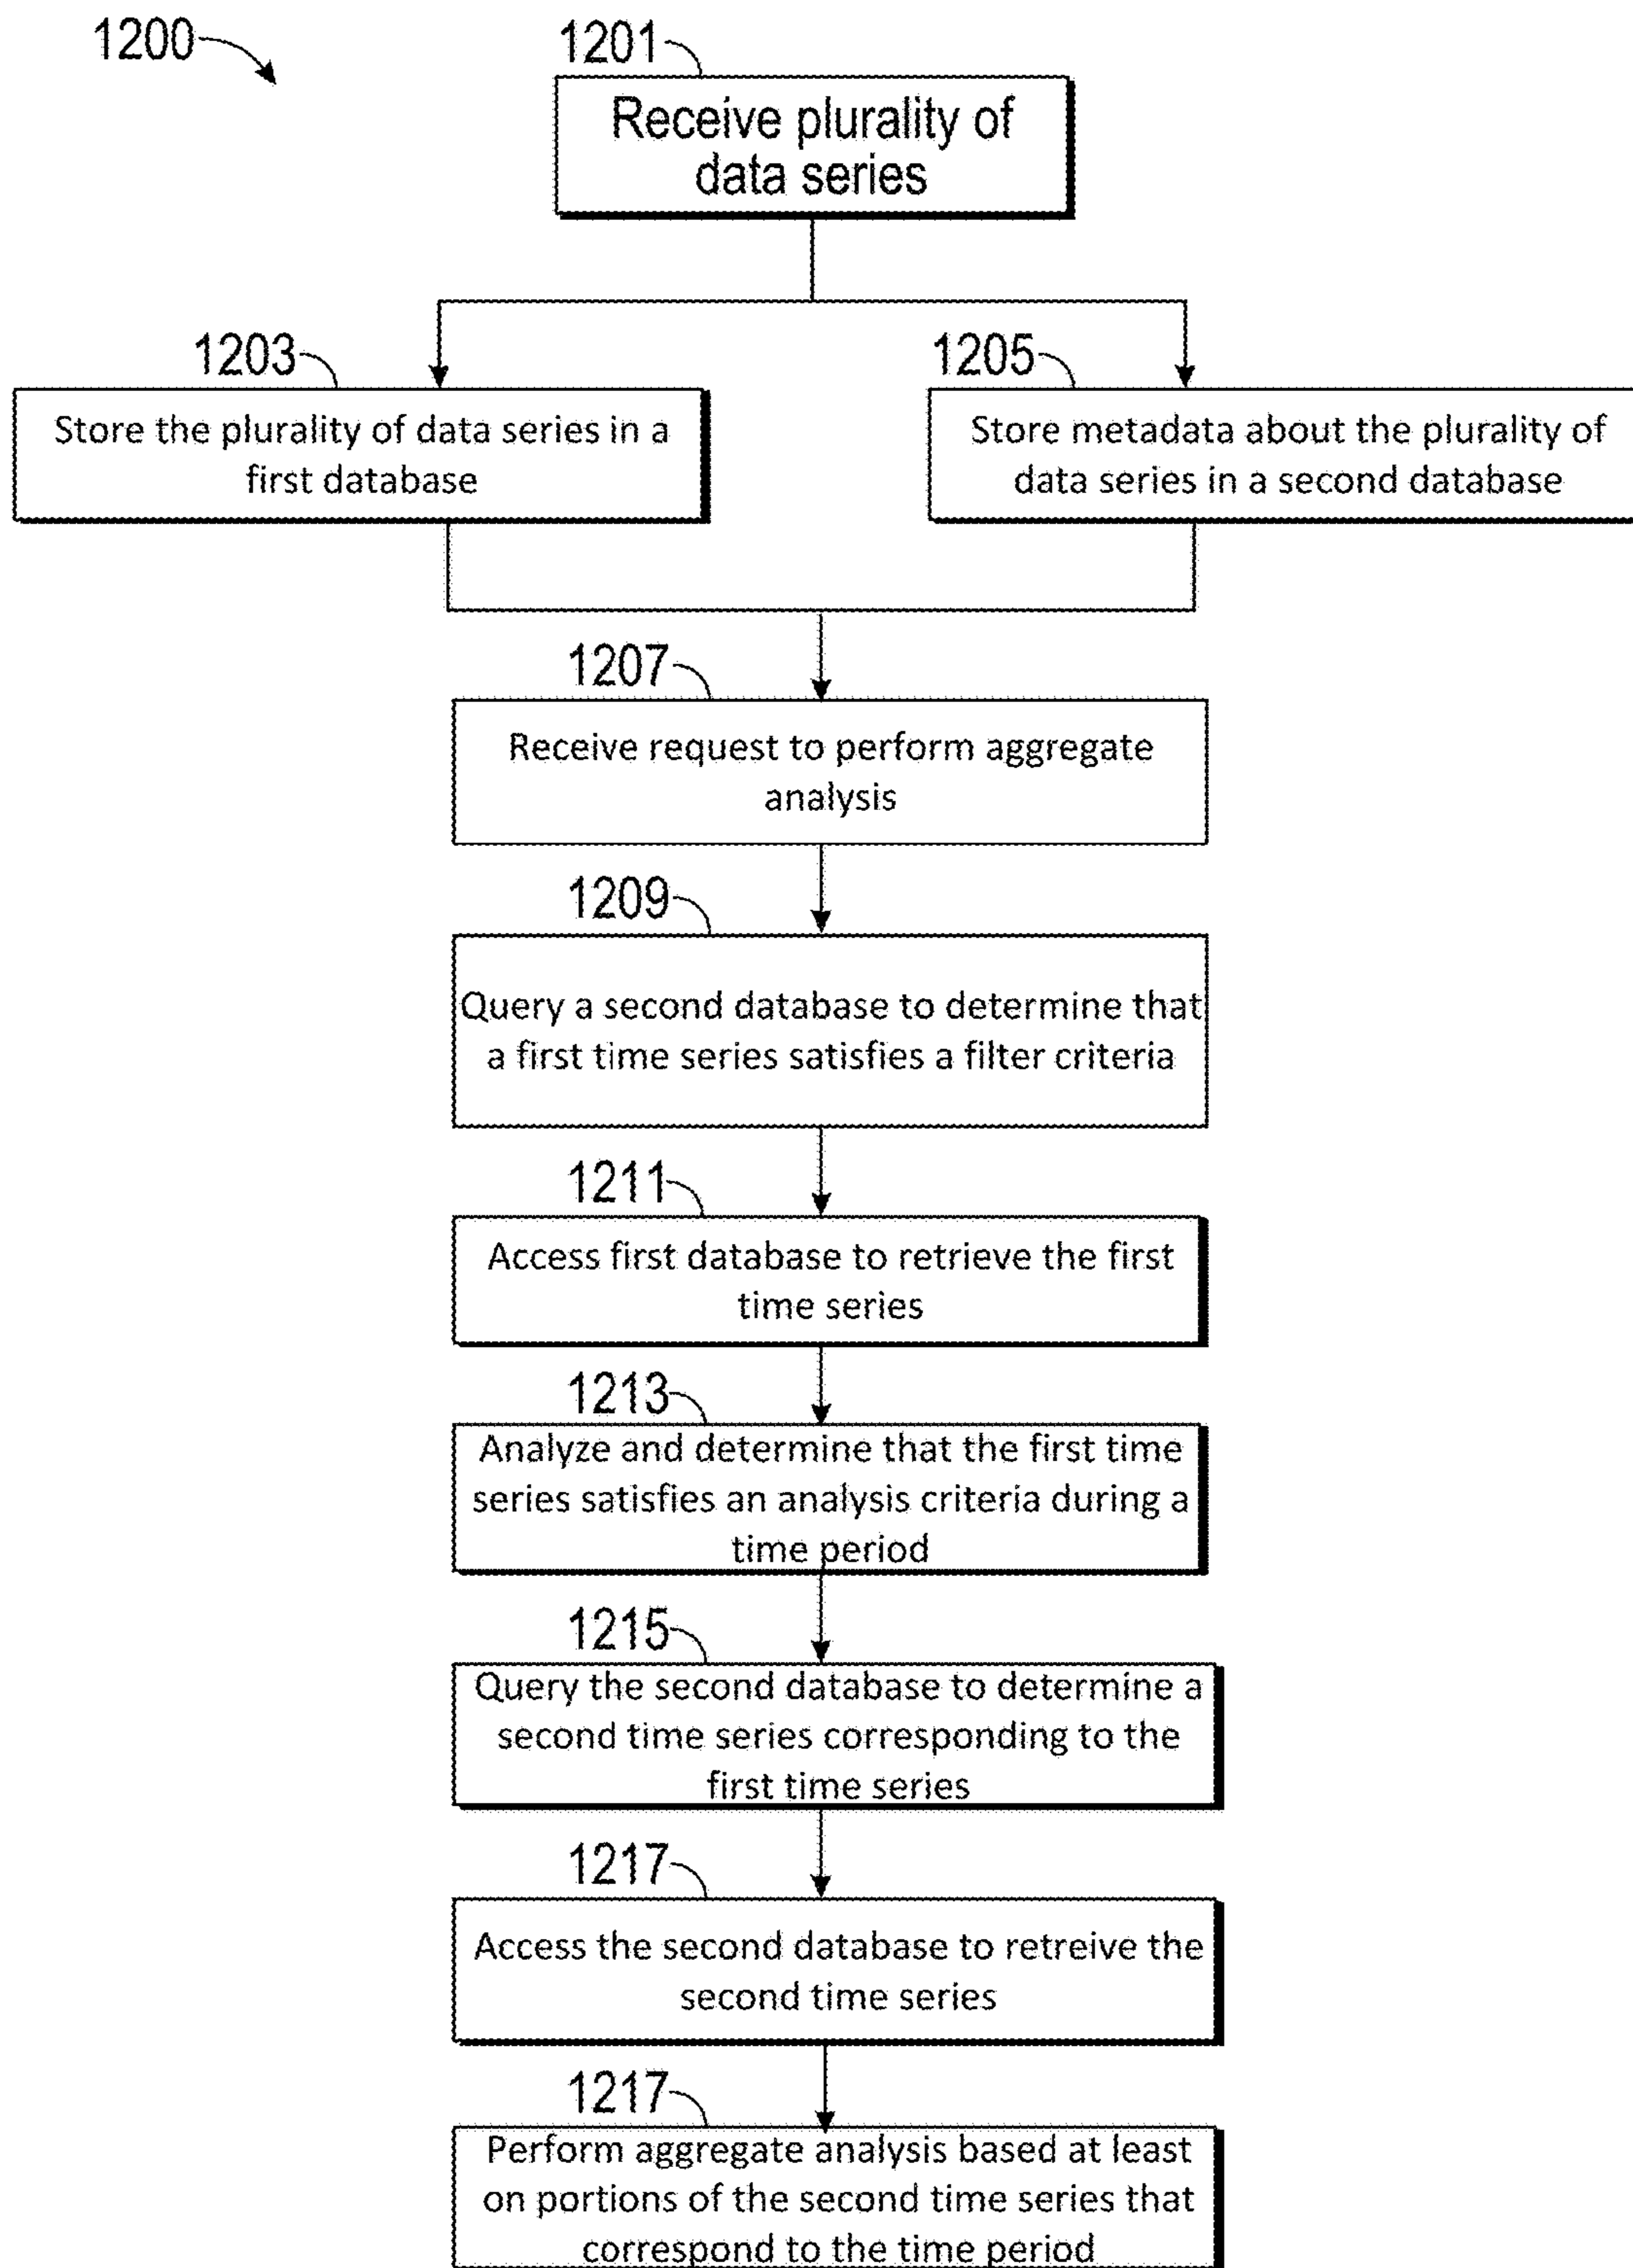 1200
1201
Receive plurality of
data series
1203
Store the plurality of data series in a
first database
1205
Store metadata about the plurality of
data series in a second database
1207
Receive request to perform aggregate
analysis
1209
Query a second database to determine that
a first time series satisfies a filter criteria
1211
Access first database to retrieve the first
time series
1213
Analyze and determine that the first time
series satisfies an analysis criteria during a
time period
1215
Query the second database to determine a
second time series corresponding to the
first time series
1217
Access the second database to retreive the
second time series
1217
Perform aggregate analysis based at least
on portions of the second time series that
correspond to the time period